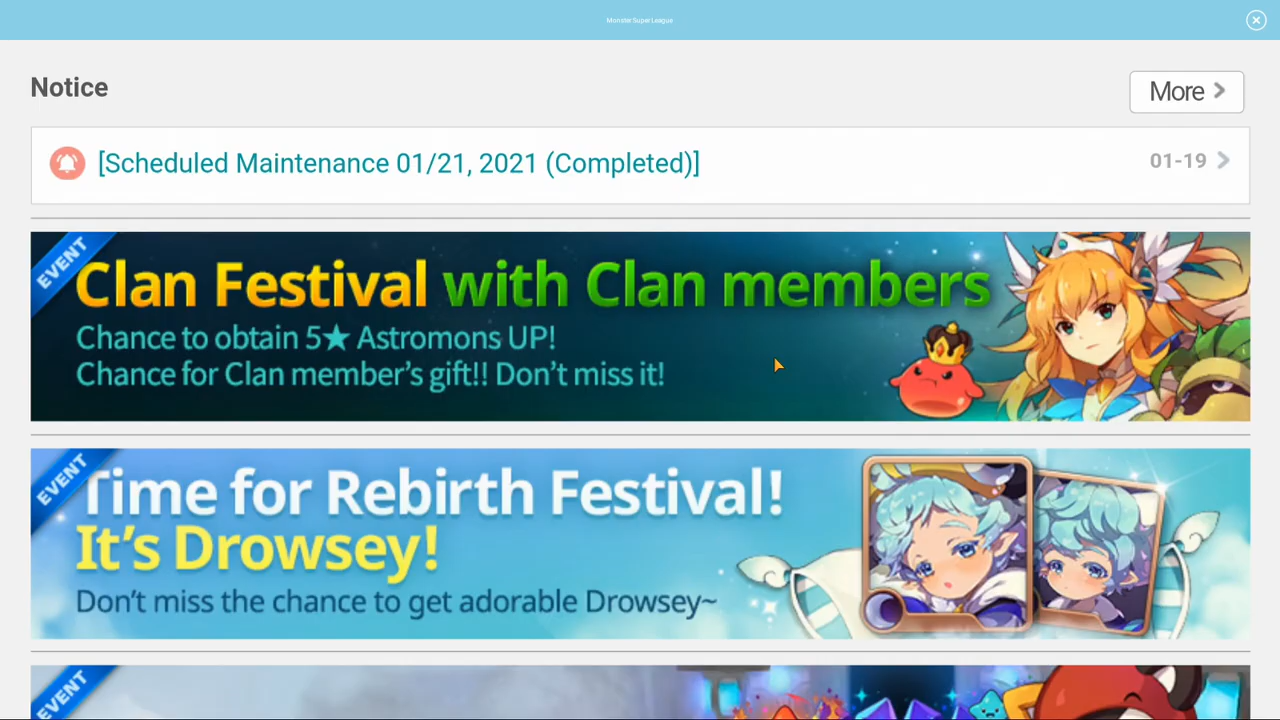 Monster Super League
Notice
More
[Scheduled Maintenance 01/21, 2021 (Completed)]
01-19
EVENT
Clan Festival with Clan members
Chance to obtain 5★ Astromons UP!
Chance for Clan member's gift!! Don't miss it!
EVENT
Time for Rebirth Festival!
It's Drowsey!
Don't miss the chance to get adorable Drowsey~
EVENT